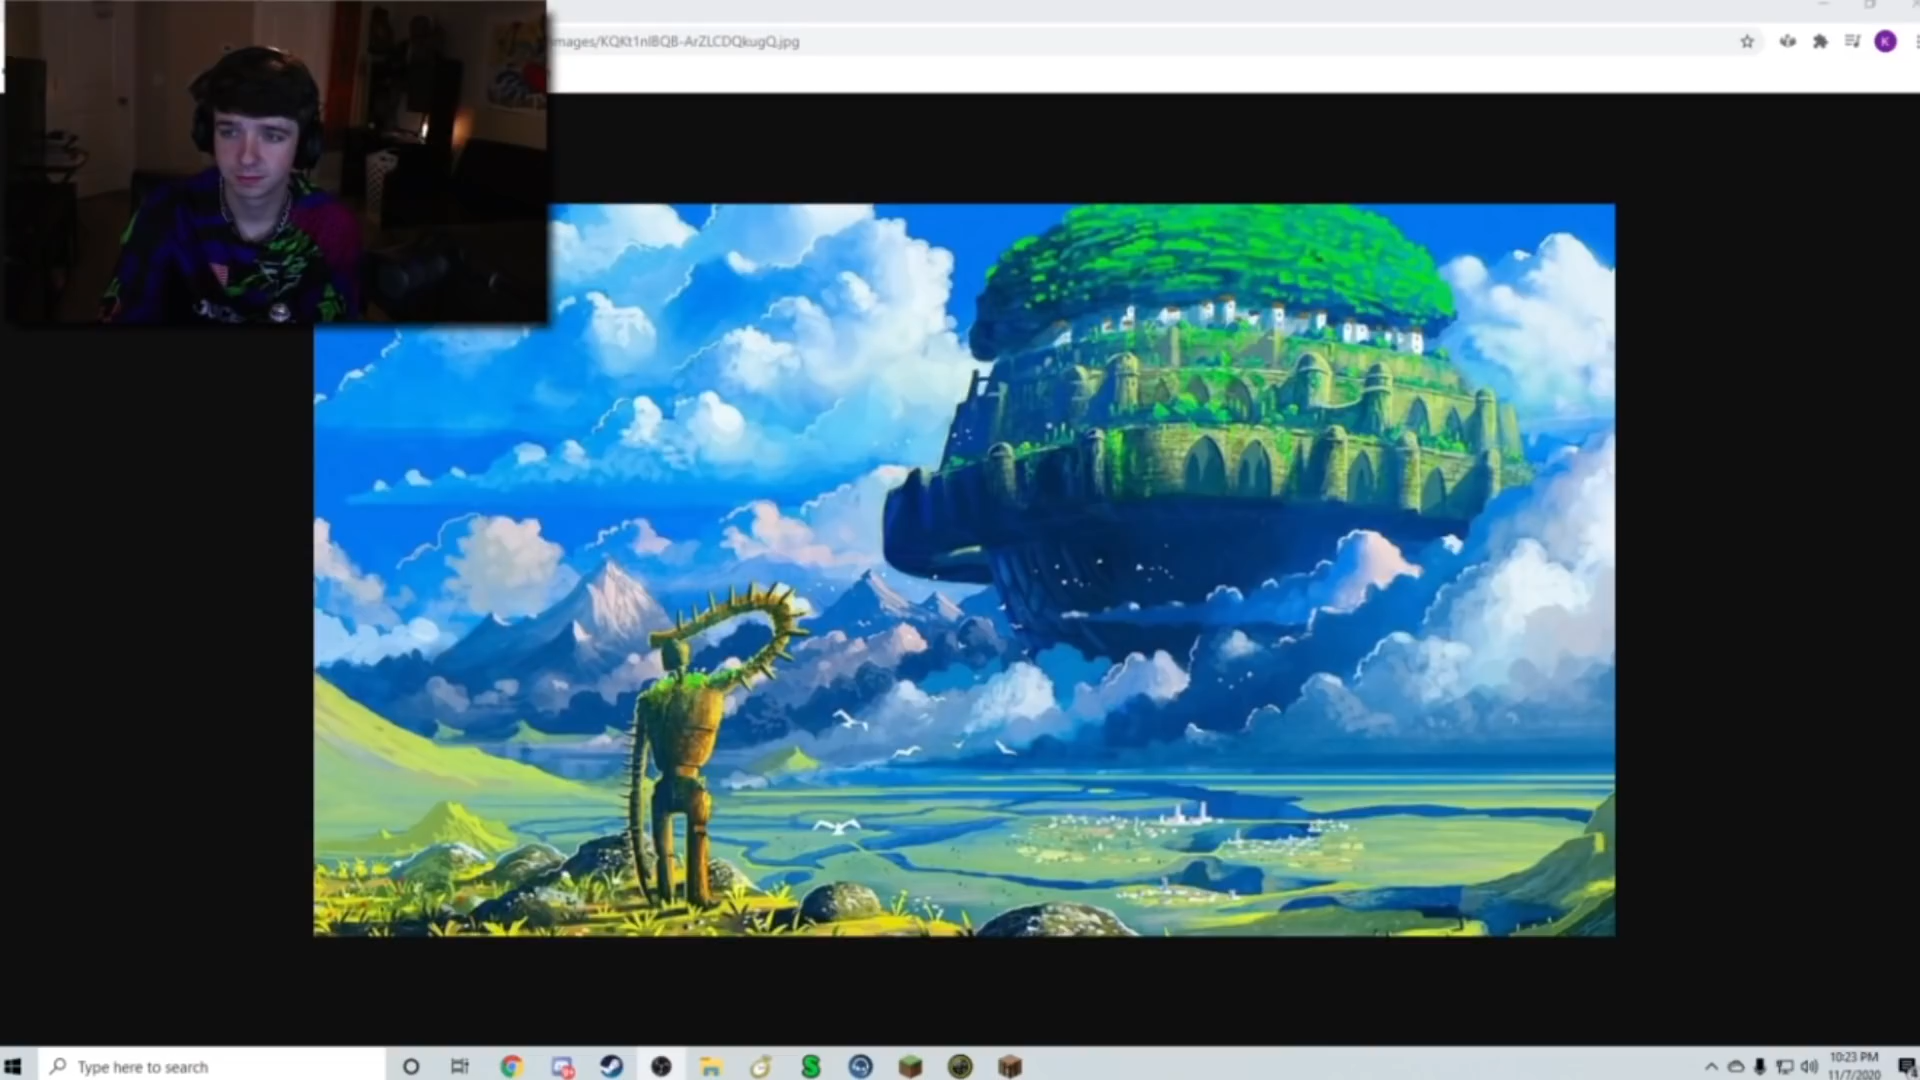 mages/KQKt1nlBQB-ArZLCDQkugQ.jpg
K
Type here to search
10:23 PM
11/7/2020